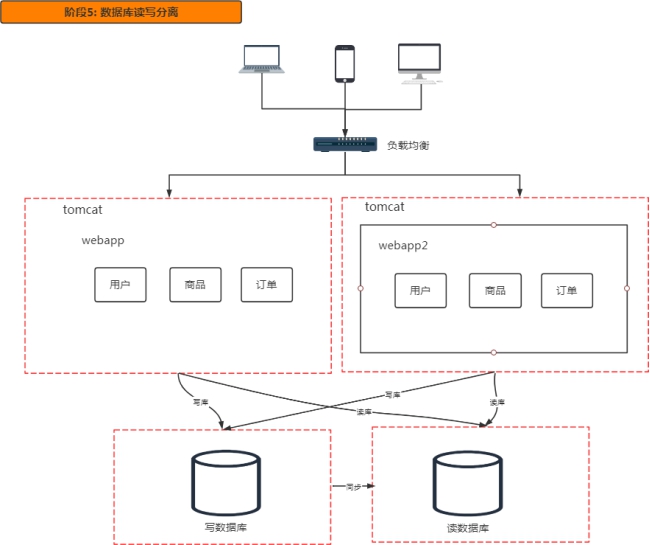 阶段5: 数据库读写分离
负载均衡
tomcat
tomcat
webapp
webapp2
用户
商品
订单
用户
商品
订单
写库
写库
读库
读库
同步
写数据库
读数据库